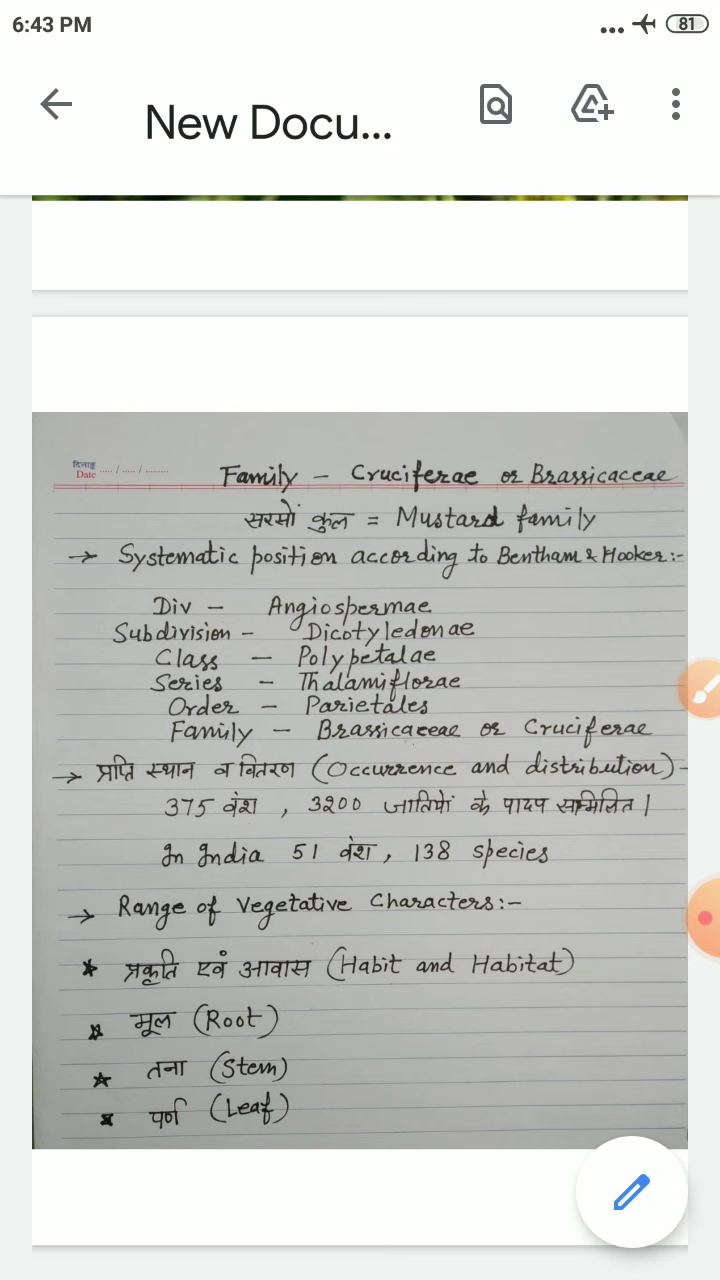 6:43 PM
81
New Docu...
दिनाङ्क
Date ...... / ...... / .........
Family - Cruciferae or Brassicaceae
सरसों कुल = Mustard family
→ Systematic position according to Bentham & Hooker:-
Div - Angiospermae
Subdivision - Dicotyledonae
Class - Polypetalae
Series - Thalamiflorae
Order - Parietales
Family - Brassicaceae or Cruciferae
→ प्रप्ति स्थान व वितरण (Occurrence and distribution) -
375 वंश , 3200 जातियों के पादप सम्मिलित |
In India 51 वंश , 138 species
→ Range of Vegetative Characters:-
★ प्रकृति एवं आवास (Habit and Habitat)
★ मूल (Root)
★ तना (Stem)
★ पर्ण (Leaf)